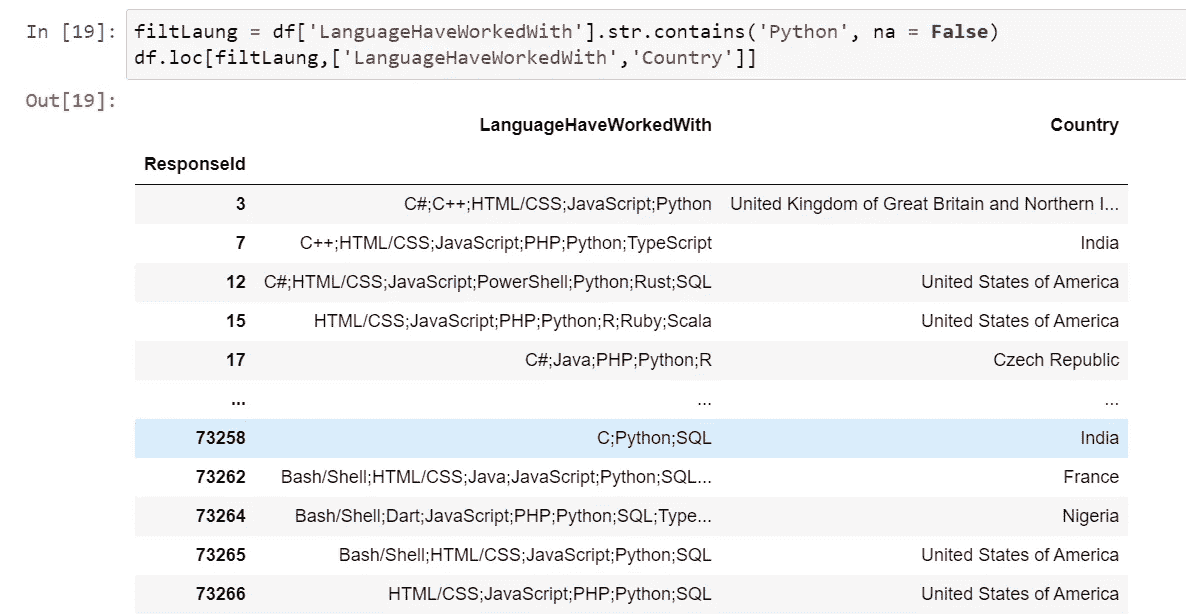 In [19]: filtLaung = df['LanguageHaveWorkedWith'].str.contains('Python', na = False)
df.loc[filtLaung,['LanguageHaveWorkedWith','Country']]
Out[19]:
LanguageHaveWorkedWith Country
ResponseId
3 C#;C++;HTML/CSS;JavaScript;Python United Kingdom of Great Britain and Northern I...
7 C++;HTML/CSS;JavaScript;PHP;Python;TypeScript India
12 C#;HTML/CSS;JavaScript;PowerShell;Python;Rust;SQL United States of America
15 HTML/CSS;JavaScript;PHP;Python;R;Ruby;Scala United States of America
17 C#;Java;PHP;Python;R Czech Republic
... ... ...
73258 C;Python;SQL India
73262 Bash/Shell;HTML/CSS;Java;JavaScript;Python;SQL... France
73264 Bash/Shell;Dart;JavaScript;PHP;Python;SQL;Type... Nigeria
73265 Bash/Shell;HTML/CSS;JavaScript;Python;SQL United States of America
73266 HTML/CSS;JavaScript;PHP;Python;SQL United States of America